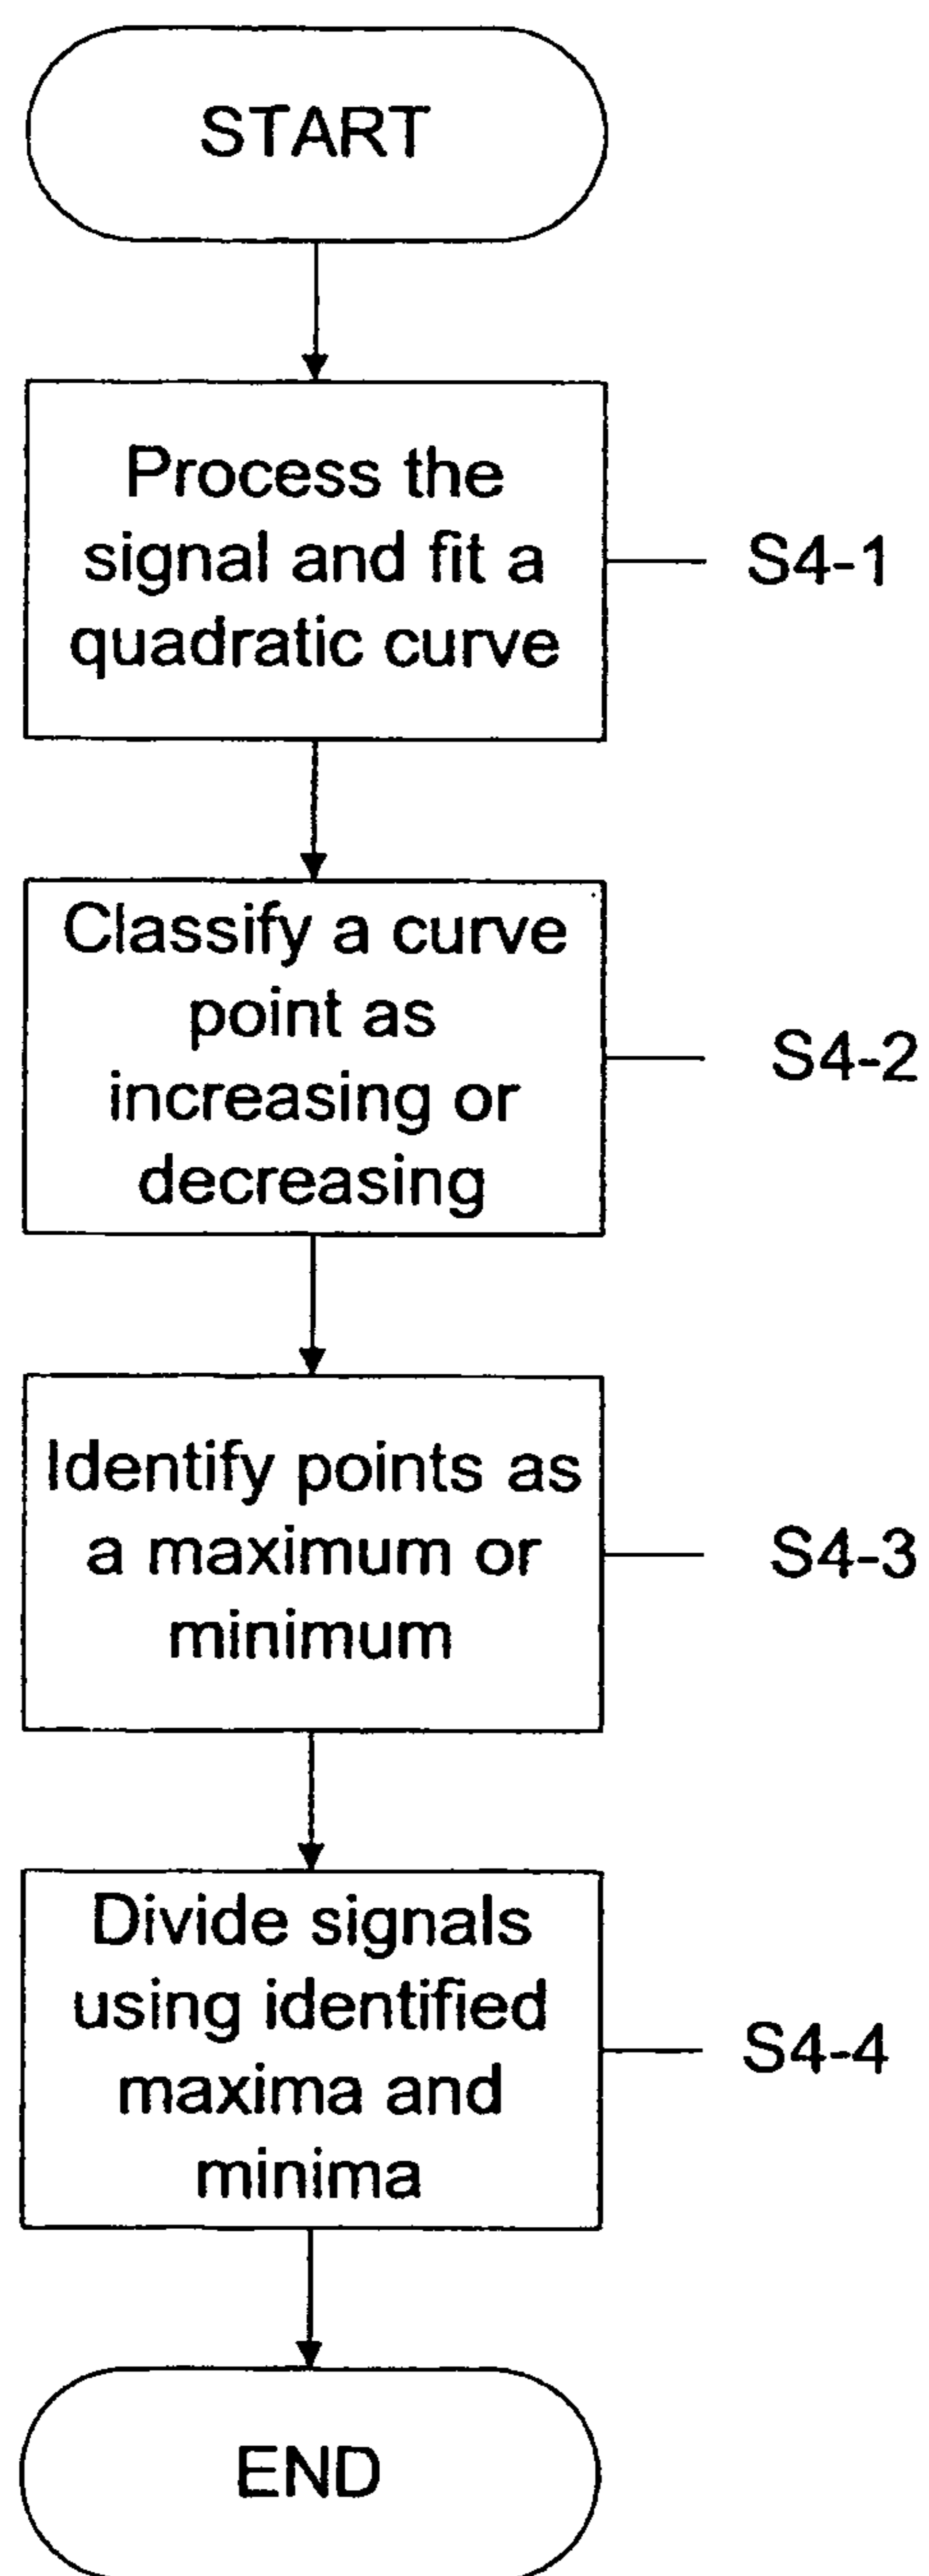 START
Process the
signal and fit a
quadratic curve
S4-1
Classify a curve
point as
increasing or
decreasing
S4-2
Identify points as
a maximum or
minimum
S4-3
Divide signals
using identified
maxima and
minima
S4-4
END